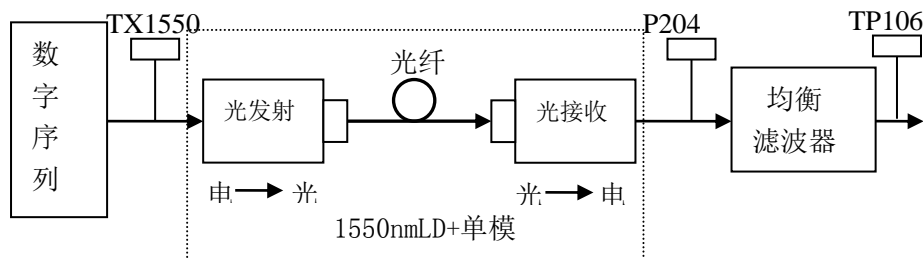 TX1550
P204
TP106
数字序列
光发射
光纤
光接收
均衡
滤波器
电 光
光 电
1550nmLD+单模